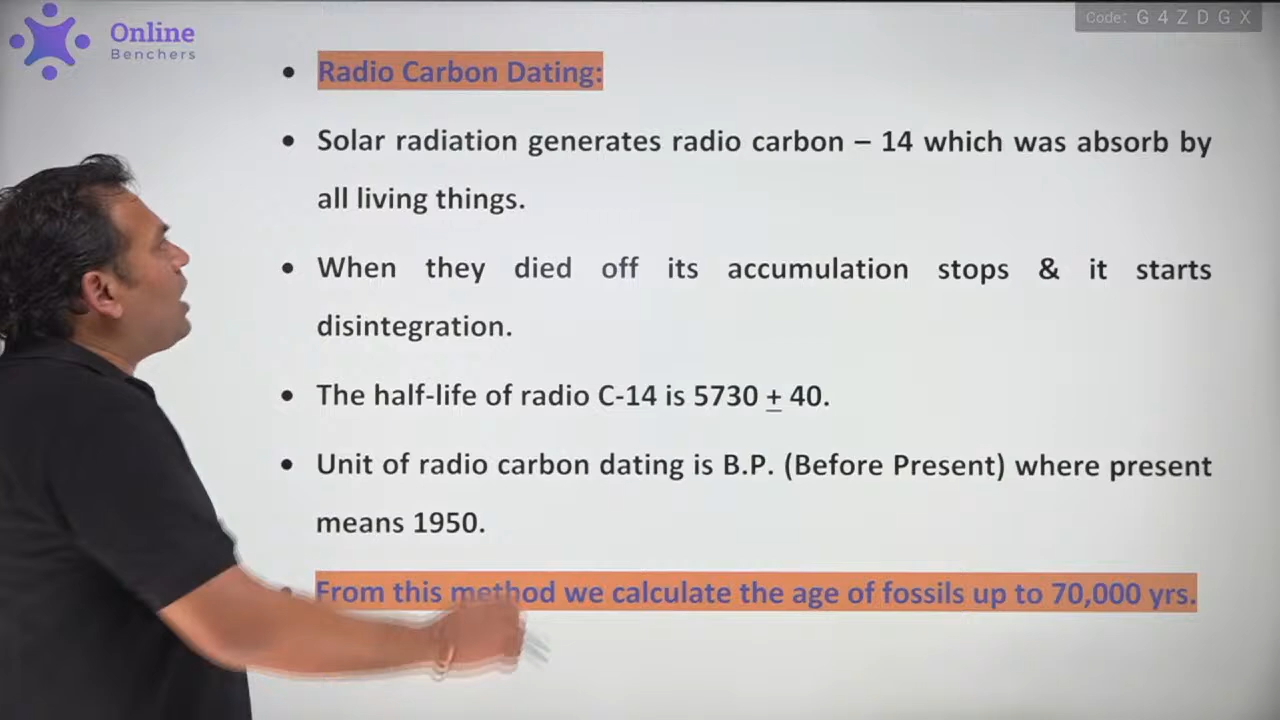 Online
Benchers
Code: G 4 Z D G X
• Radio Carbon Dating:
• Solar radiation generates radio carbon – 14 which was absorb by
all living things.
• When they died off its accumulation stops & it starts
disintegration.
• The half-life of radio C-14 is 5730 ± 40.
• Unit of radio carbon dating is B.P. (Before Present) where present
means 1950.
• From this method we calculate the age of fossils up to 70,000 yrs.